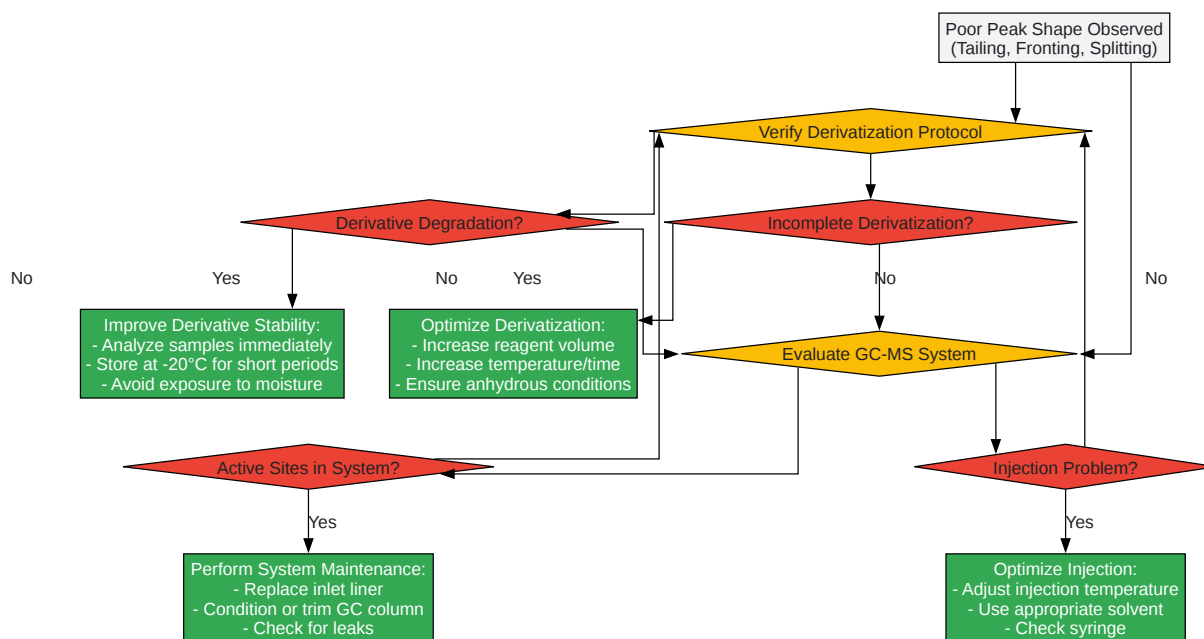 Poor Peak Shape Observed
(Tailing, Fronting, Splitting)
Verify Derivatization Protocol
Derivative Degradation?
Incomplete Derivatization?
No
Yes
No
Yes
No
No
Improve Derivative Stability:
- Analyze samples immediately
- Store at -20°C for short periods
- Avoid exposure to moisture
Optimize Derivatization:
- Increase reagent volume
- Increase temperature/time
- Ensure anhydrous conditions
Evaluate GC-MS System
Active Sites in System?
Injection Problem?
Yes
Yes
Perform System Maintenance:
- Replace inlet liner
- Condition or trim GC column
- Check for leaks
Optimize Injection:
- Adjust injection temperature
- Use appropriate solvent
- Check syringe